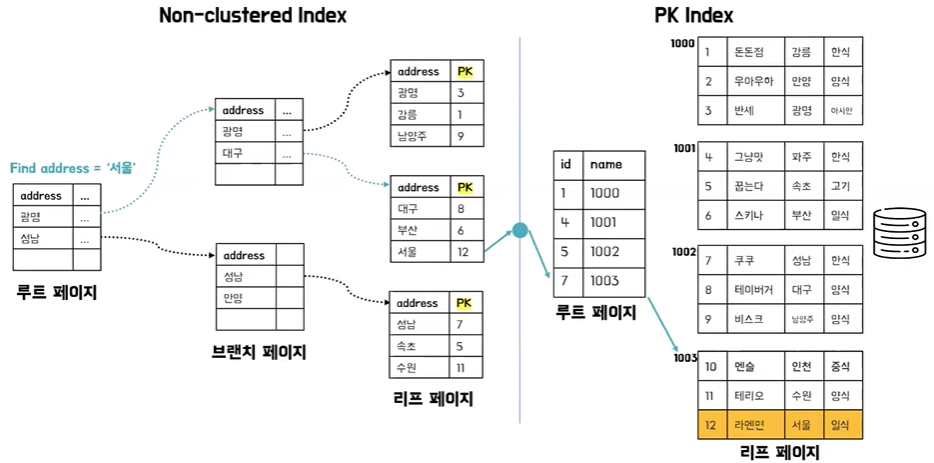 Non-clustered Index
PK Index
Find address = '서울'
address ...
광명 ...
성남 ...
루트 페이지
address ...
광명 ...
대구 ...
address
성남
안양
브랜치 페이지
address PK
광명 3
강릉 1
남양주 9
address PK
대구 8
부산 6
서울 12
address PK
성남 7
속초 5
수원 11
리프 페이지
id name
1 1000
4 1001
5 1002
7 1003
루트 페이지
1000
1 돈돈점 강릉 한식
2 우아우하 안양 양식
3 반셰 광명 아시안
1001
4 그냥맛 파주 한식
5 꿉는다 속초 고기
6 스키나 부산 일식
1002
7 쿠쿠 성남 한식
8 테이버거 대구 양식
9 비스크 남양주 양식
1003
10 멘슬 인천 중식
11 테리오 수원 양식
12 라멘먼 서울 일식
리프 페이지